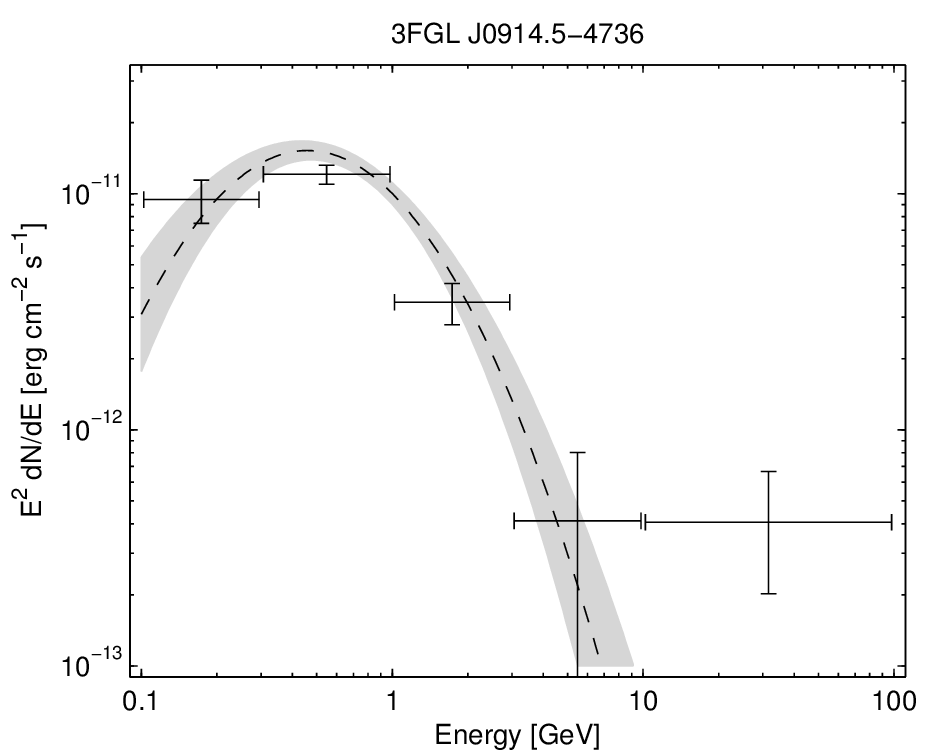 3FGL J0914.5−4736
10⁻¹¹
10⁻¹²
10⁻¹³
E² dN/dE [erg cm⁻² s⁻¹]
0.1 1 10 100
Energy [GeV]